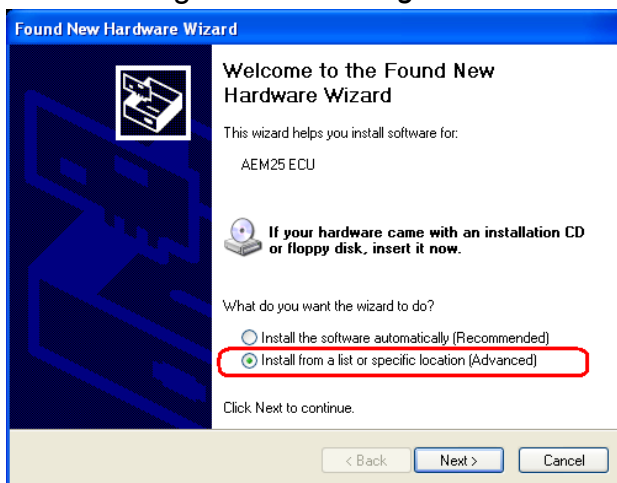 Found New Hardware Wizard
Welcome to the Found New
Hardware Wizard
This wizard helps you install software for:
AEM25 ECU
If your hardware came with an installation CD
or floppy disk, insert it now.
What do you want the wizard to do?
Install the software automatically (Recommended)
Install from a list or specific location (Advanced)
Click Next to continue.
< Back Next > Cancel